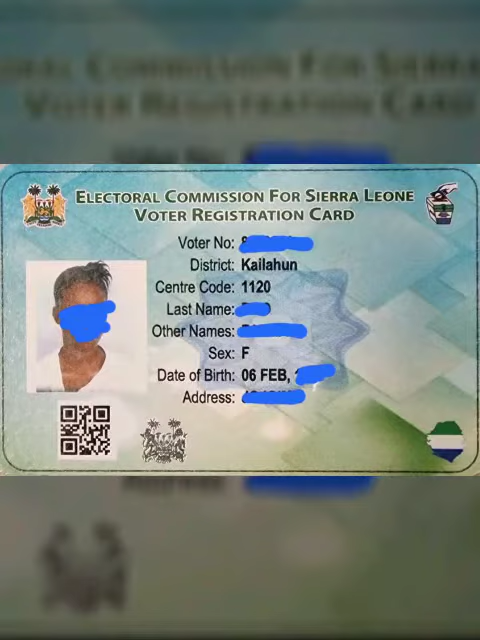 ELECTORAL COMMISSION FOR SIERRA LEONE
VOTER REGISTRATION CARD
Voter No:
District: Kailahun
Centre Code: 1120
Last Name:
Other Names:
Sex: F
Date of Birth: 06 FEB,
Address: